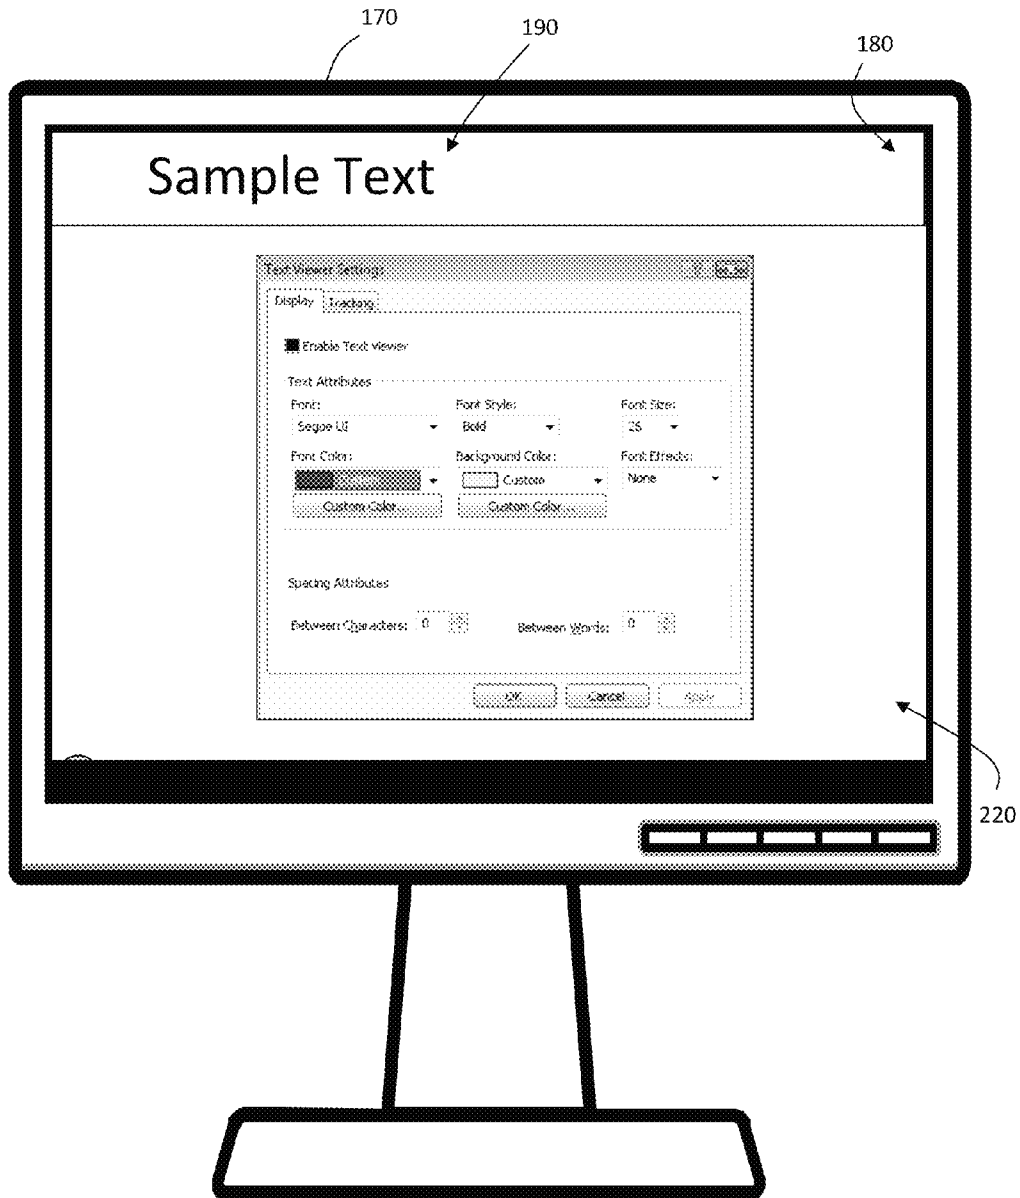 170
190
180
Sample Text
Text Viewer Settings
Display Tracking
Enable Text Viewer
Text Attributes
Font: Font Style: Font Size:
Segoe UI Bold 26
Font Color: Background Color: Font Effects:
Custom None
Custom Color... Custom Color...
Spacing Attributes
Between Characters: 0 Between Words: 0
OK Cancel Apply
220